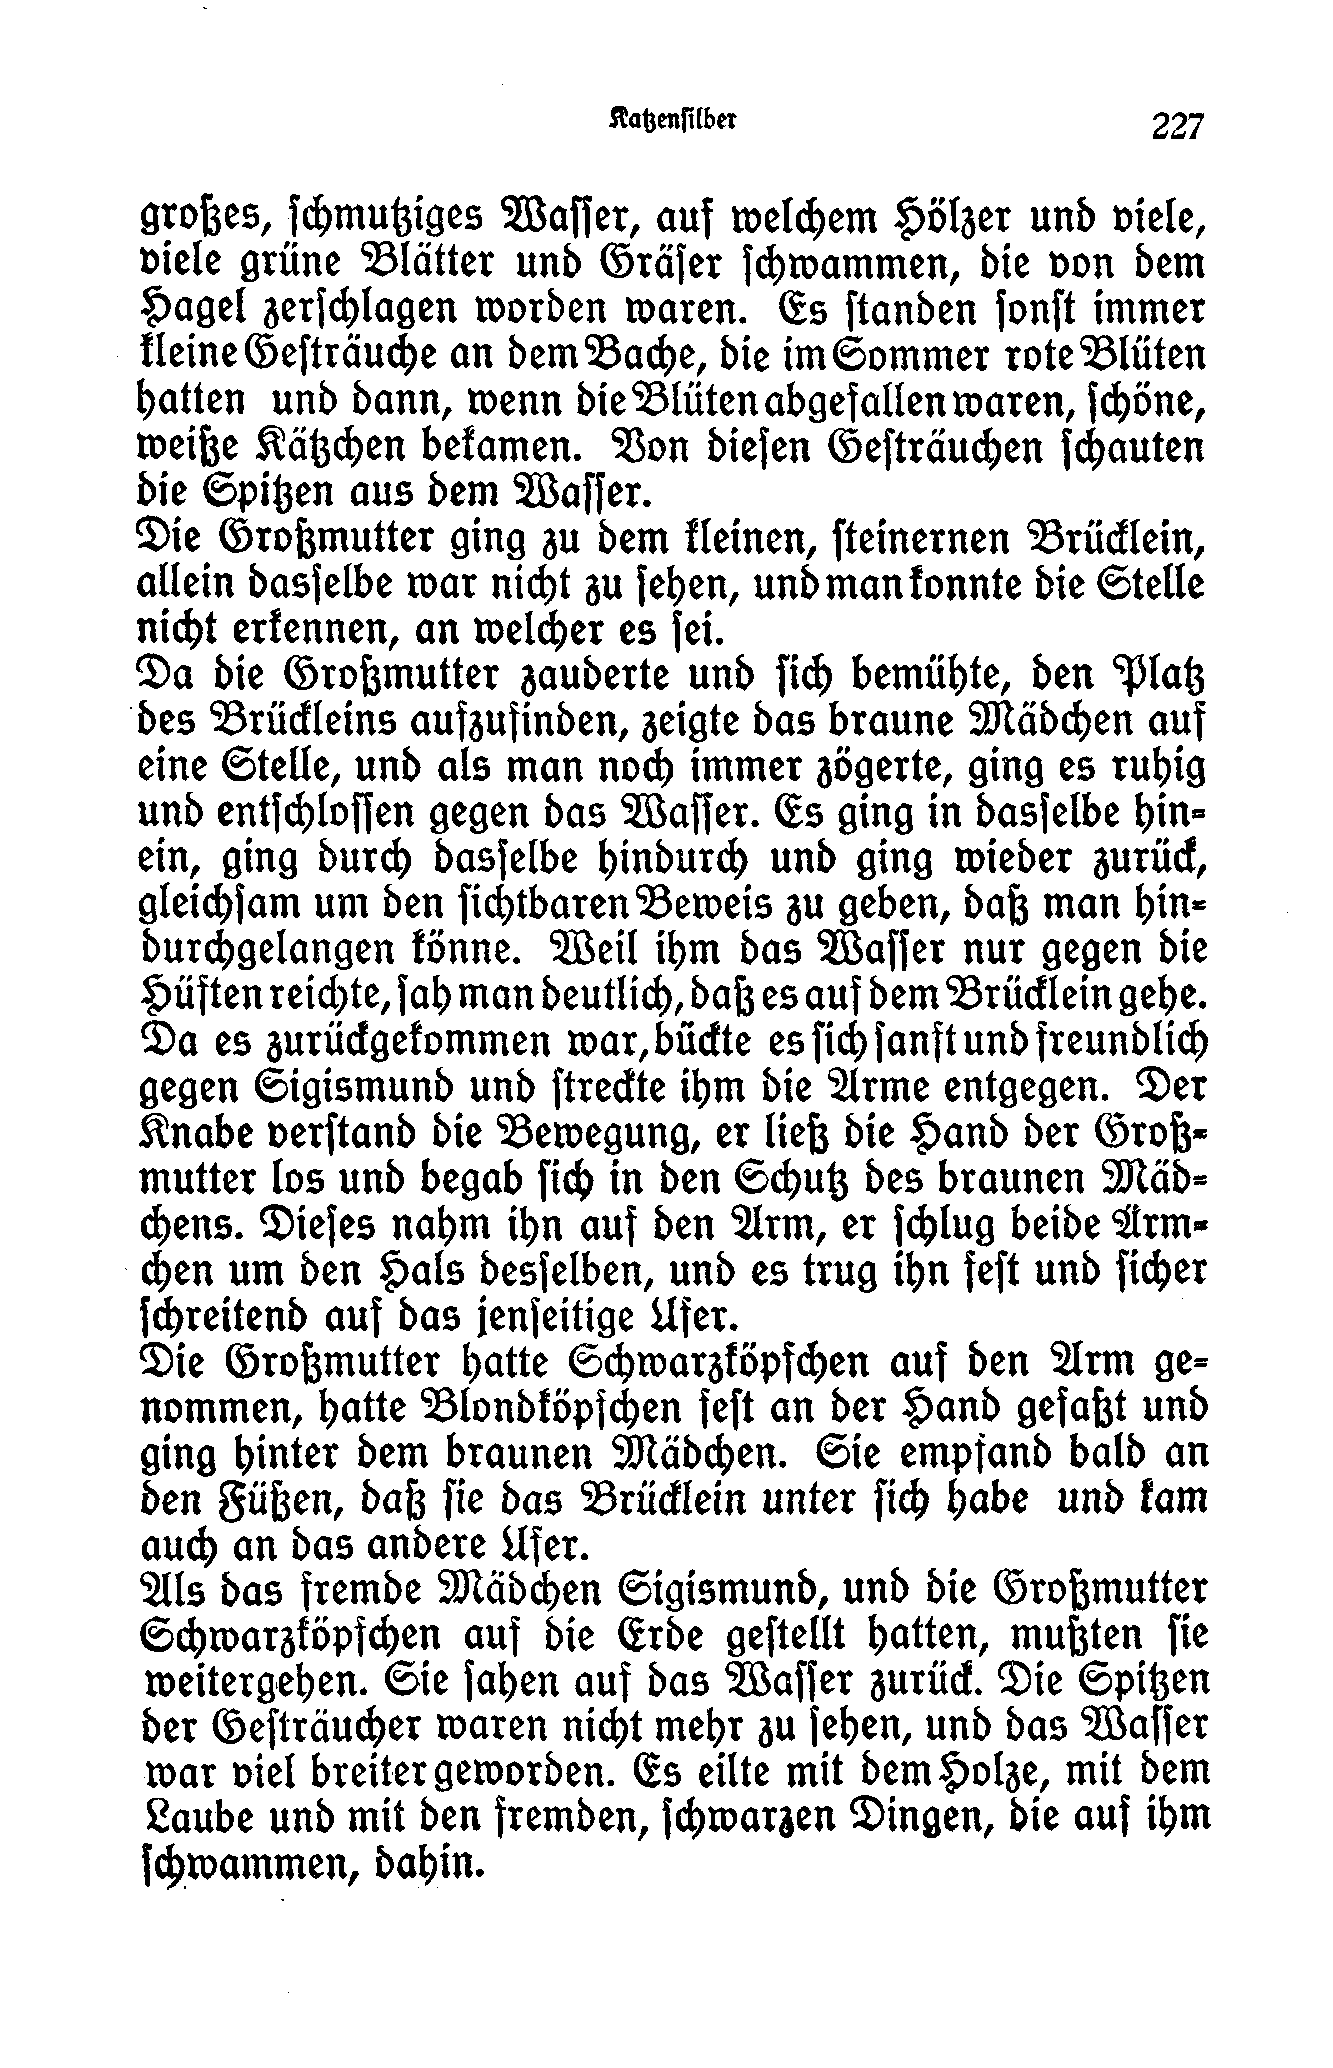 Katzensilber
227
großes, schmutziges Wasser, auf welchem Hölzer und viele,
viele grüne Blätter und Gräser schwammen, die von dem
Hagel zerschlagen worden waren. Es standen sonst immer
kleine Gesträuche an dem Bache, die im Sommer rote Blüten
hatten und dann, wenn die Blüten abgefallen waren, schöne,
weiße Kätzchen bekamen. Von diesen Gesträuchen schauten
die Spitzen aus dem Wasser.
Die Großmutter ging zu dem kleinen, steinernen Brücklein,
allein dasselbe war nicht zu sehen, und man konnte die Stelle
nicht erkennen, an welcher es sei.
Da die Großmutter zauderte und sich bemühte, den Platz
des Brückleins aufzufinden, zeigte das braune Mädchen auf
eine Stelle, und als man noch immer zögerte, ging es ruhig
und entschlossen gegen das Wasser. Es ging in dasselbe hin-
ein, ging durch dasselbe hindurch und ging wieder zurück,
gleichsam um den sichtbaren Beweis zu geben, daß man hin-
durchgelangen könne. Weil ihm das Wasser nur gegen die
Hüften reichte, sah man deutlich, daß es auf dem Brücklein gehe.
Da es zurückgekommen war, bückte es sich sanft und freundlich
gegen Sigismund und streckte ihm die Arme entgegen. Der
Knabe verstand die Bewegung, er ließ die Hand der Groß-
mutter los und begab sich in den Schutz des braunen Mäd-
chens. Dieses nahm ihn auf den Arm, er schlug beide Ärm-
chen um den Hals desselben, und es trug ihn fest und sicher
schreitend auf das jenseitige Ufer.
Die Großmutter hatte Schwarzköpfchen auf den Arm ge-
nommen, hatte Blondköpfchen fest an der Hand gefaßt und
ging hinter dem braunen Mädchen. Sie empfand bald an
den Füßen, daß sie das Brücklein unter sich habe und kam
auch an das andere Ufer.
Als das fremde Mädchen Sigismund, und die Großmutter
Schwarzköpfchen auf die Erde gestellt hatten, mußten sie
weitergehen. Sie sahen auf das Wasser zurück. Die Spitzen
der Gesträucher waren nicht mehr zu sehen, und das Wasser
war viel breiter geworden. Es eilte mit dem Holze, mit dem
Laube und mit den fremden, schwarzen Dingen, die auf ihm
schwammen, dahin.